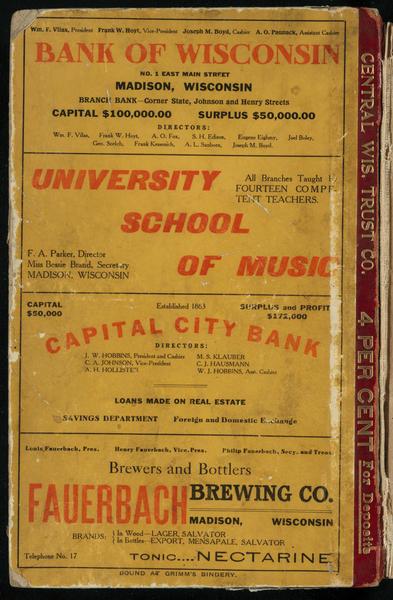 Wm. F. Vilas, President Frank W. Hoyt, Vice-President Joseph M. Boyd, Cashier A. O. Paunack, Assistant Cashier
BANK OF WISCONSIN
NO. 1 EAST MAIN STREET
MADISON, WISCONSIN
BRANCH BANK—Corner State, Johnson and Henry Streets
CAPITAL $100,000.00 SURPLUS $50,000.00
DIRECTORS:
Wm. F. Vilas, Frank W. Hoyt, A. O. Fox, S. H. Edison, Eugene Eighmy, Joel Boley,
Geo. Soelch, Frank Kessenich, A. L. Sanborn, Joseph M. Boyd.
UNIVERSITY
SCHOOL
OF MUSIC
All Branches Taught
FOURTEEN COMPE-
TENT TEACHERS.
F. A. Parker, Director
Miss Bessie Brand, Secretary
MADISON, WISCONSIN
CAPITAL
$50,000
Established 1863
SURPLUS and PROFIT
$172,000
CAPITAL CITY BANK
DIRECTORS:
J. W. HOBBINS, President and Cashier M. S. KLAUBER
C. A. JOHNSON, Vice-President C. J. HAUSMANN
A. H. HOLLISTER W. J. HOBBINS, Asst. Cashier
LOANS MADE ON REAL ESTATE
SAVINGS DEPARTMENT Foreign and Domestic Exchange
Louis Fauerbach, Pres. Henry Fauerbach, Vice. Pres. Philip Fauerbach, Secy. and Treas.
Brewers and Bottlers
FAUERBACH BREWING CO.
MADISON, WISCONSIN
BRANDS: { In Wood—LAGER, SALVATOR
{ In Bottles—EXPORT, MENSAPALE, SALVATOR
Telephone No. 17 TONIC....NECTARINE
BOUND AT GRIMM'S BINDERY.
CENTRAL WIS. TRUST CO. 4 PER CENT For Deposits